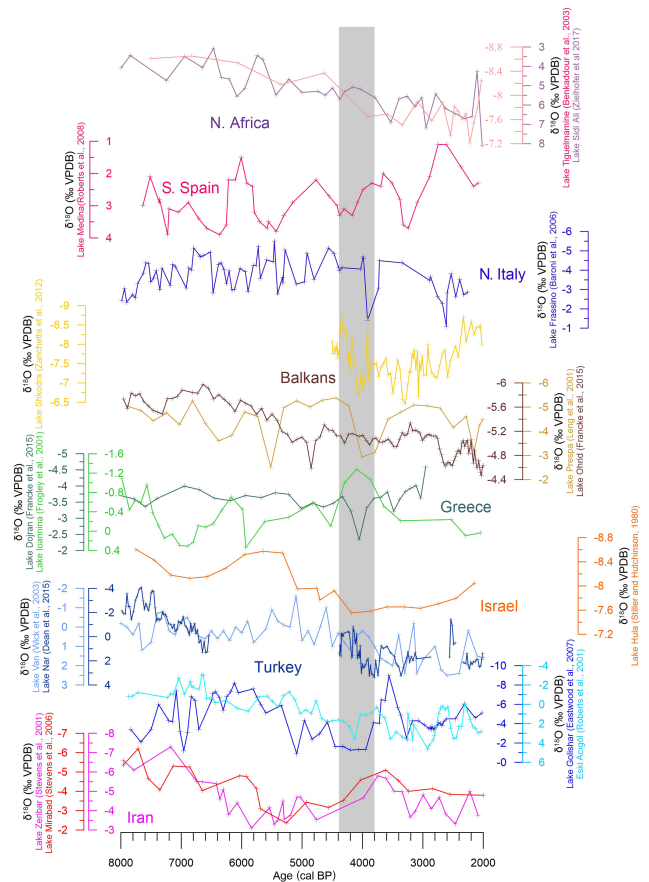 3
4
5
6
7
8
δ¹⁸O (‰ VPDB)
-8.8
-8.4
-8
-7.6
-7.2
Lake Tiguelmamine (Benkaddour et al., 2003)
Lake Sidi Ali (Zielhofer et al 2017)
N. Africa
Lake Medina(Roberts et al., 2008)
δ¹⁸O (‰ VPDB)
1
2
3
4
S. Spain
N. Italy
δ¹⁸O (‰ VPDB)
Lake Frassino (Baroni et al., 2006)
-6
-5
-4
-3
-2
-1
δ¹⁸O (‰ VPDB)
Lake Shkodra (Zanchetta et al., 2012)
-9
-8.5
-8
-7.5
-7
-6.5
Balkans
-6
-5.6
-5.2
-4.8
-4.4
-6
-5
-4
-3
-2
δ¹⁸O (‰ VPDB)
Lake Prespa (Leng et al., 2001)
Lake Ohrid (Francke et al., 2015)
Lake Dojran (Francke et al., 2015)
Lake Ioannina (Frogley et al., 2001)
δ¹⁸O (‰ VPDB)
-5
-4.5
-4
-3.5
-3
-2.5
-2
-1.6
-1.2
-0.8
-0.4
0
0.4
Greece
Israel
-8.8
-8.4
-8
-7.6
-7.2
δ¹⁸O (‰ VPDB)
Lake Hula (Stiller and Hutchinson, 1980)
δ¹⁸O (‰ VPDB)
Lake Van (Wick et al., 2003)
Lake Nar (Dean et al., 2015)
-2
-1
0
1
2
3
-4
-2
0
2
4
Turkey
-10
-8
-6
-4
-2
-0
-4
-2
0
2
4
6
δ¹⁸O (‰ VPDB)
Lake Golishar (Eastwood et al., 2007)
Eski Acıgöl (Roberts et al., 2001)
δ¹⁸O (‰ VPDB)
Lake Zeribar (Stevens et al., 2001)
Lake Mirabad (Stevens et al., 2006)
-7
-6
-5
-4
-3
-2
-8
-7
-6
-5
-4
-3
Iran
8000 7000 6000 5000 4000 3000 2000
Age (cal BP)